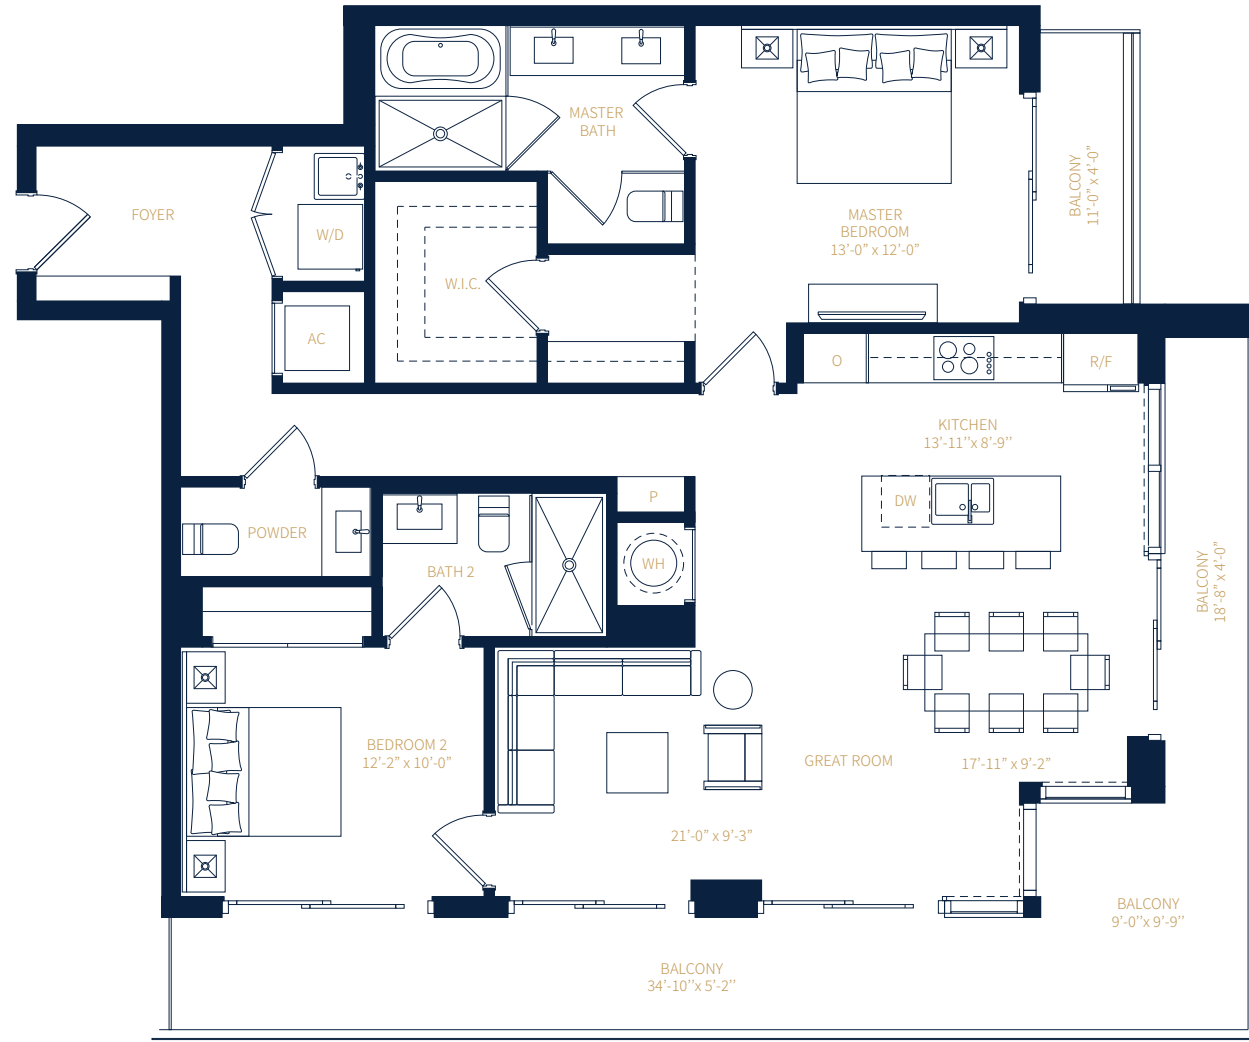 MASTER
BATH
FOYER
W/D
W.I.C.
AC
MASTER
BEDROOM
13’-0” x 12’-0”
BALCONY
11’-0” x 4’-0”
O
R/F
KITCHEN
13’-11’’x 8’-9’’
DW
P
WH
POWDER
BATH 2
BALCONY
18’-8” x 4’-0”
BEDROOM 2
12’-2” x 10’-0”
GREAT ROOM
17’-11” x 9’-2”
21’-0” x 9’-3”
BALCONY
9’-0’’x 9’-9’’
BALCONY
34’-10’’x 5’-2’’